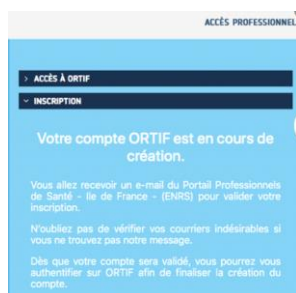 ACCÈS PROFESSIONNEL
> ACCÈS À ORTIF
INSCRIPTION
Votre compte ORTIF est en cours de
création.
Vous allez recevoir un e-mail du Portail Professionnels
de Santé - Ile de France - (ENRS) pour valider votre
inscription.
N'oubliez pas de vérifier vos courriers indésirables si
vous ne trouvez pas notre message.
Dès que votre compte sera validé, vous pourrez vous
authentifier sur ORTIF afin de finaliser la création du
compte.